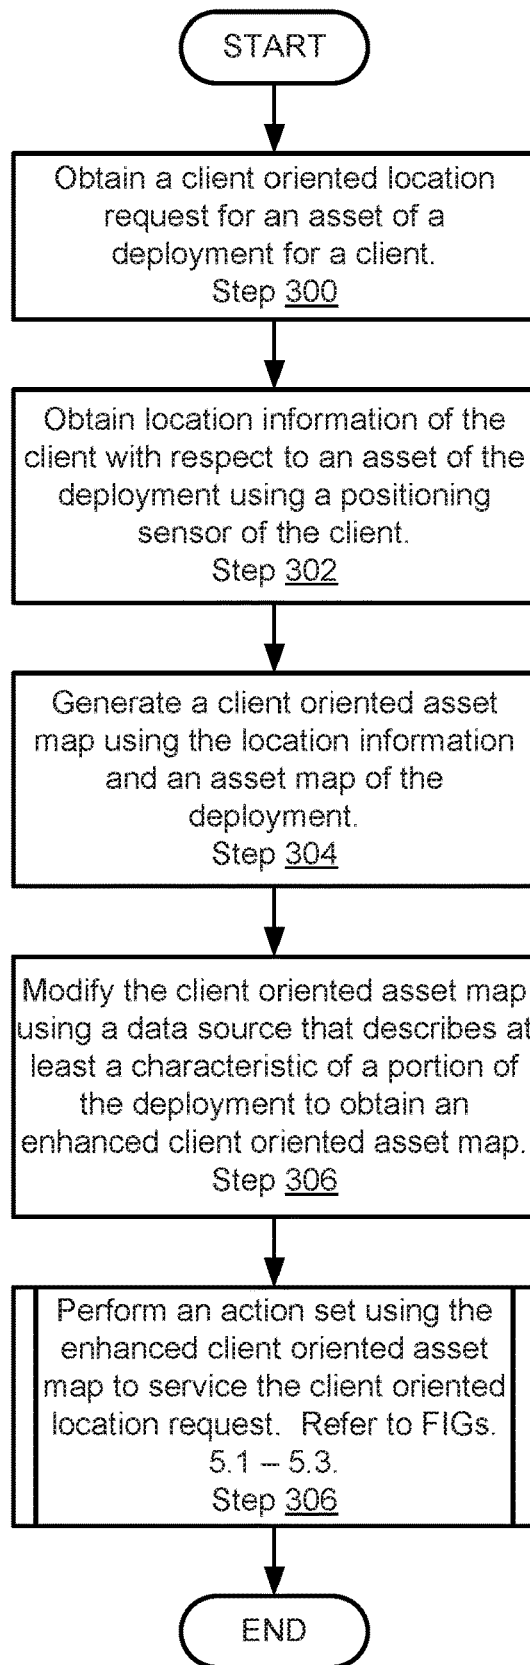 START
Obtain a client oriented location
request for an asset of a
deployment for a client.
Step 300
Obtain location information of the
client with respect to an asset of the
deployment using a positioning
sensor of the client.
Step 302
Generate a client oriented asset
map using the location information
and an asset map of the
deployment.
Step 304
Modify the client oriented asset map
using a data source that describes at
least a characteristic of a portion of
the deployment to obtain an
enhanced client oriented asset map.
Step 306
Perform an action set using the
enhanced client oriented asset
map to service the client oriented
location request.  Refer to FIGs.
5.1 – 5.3.
Step 306
END